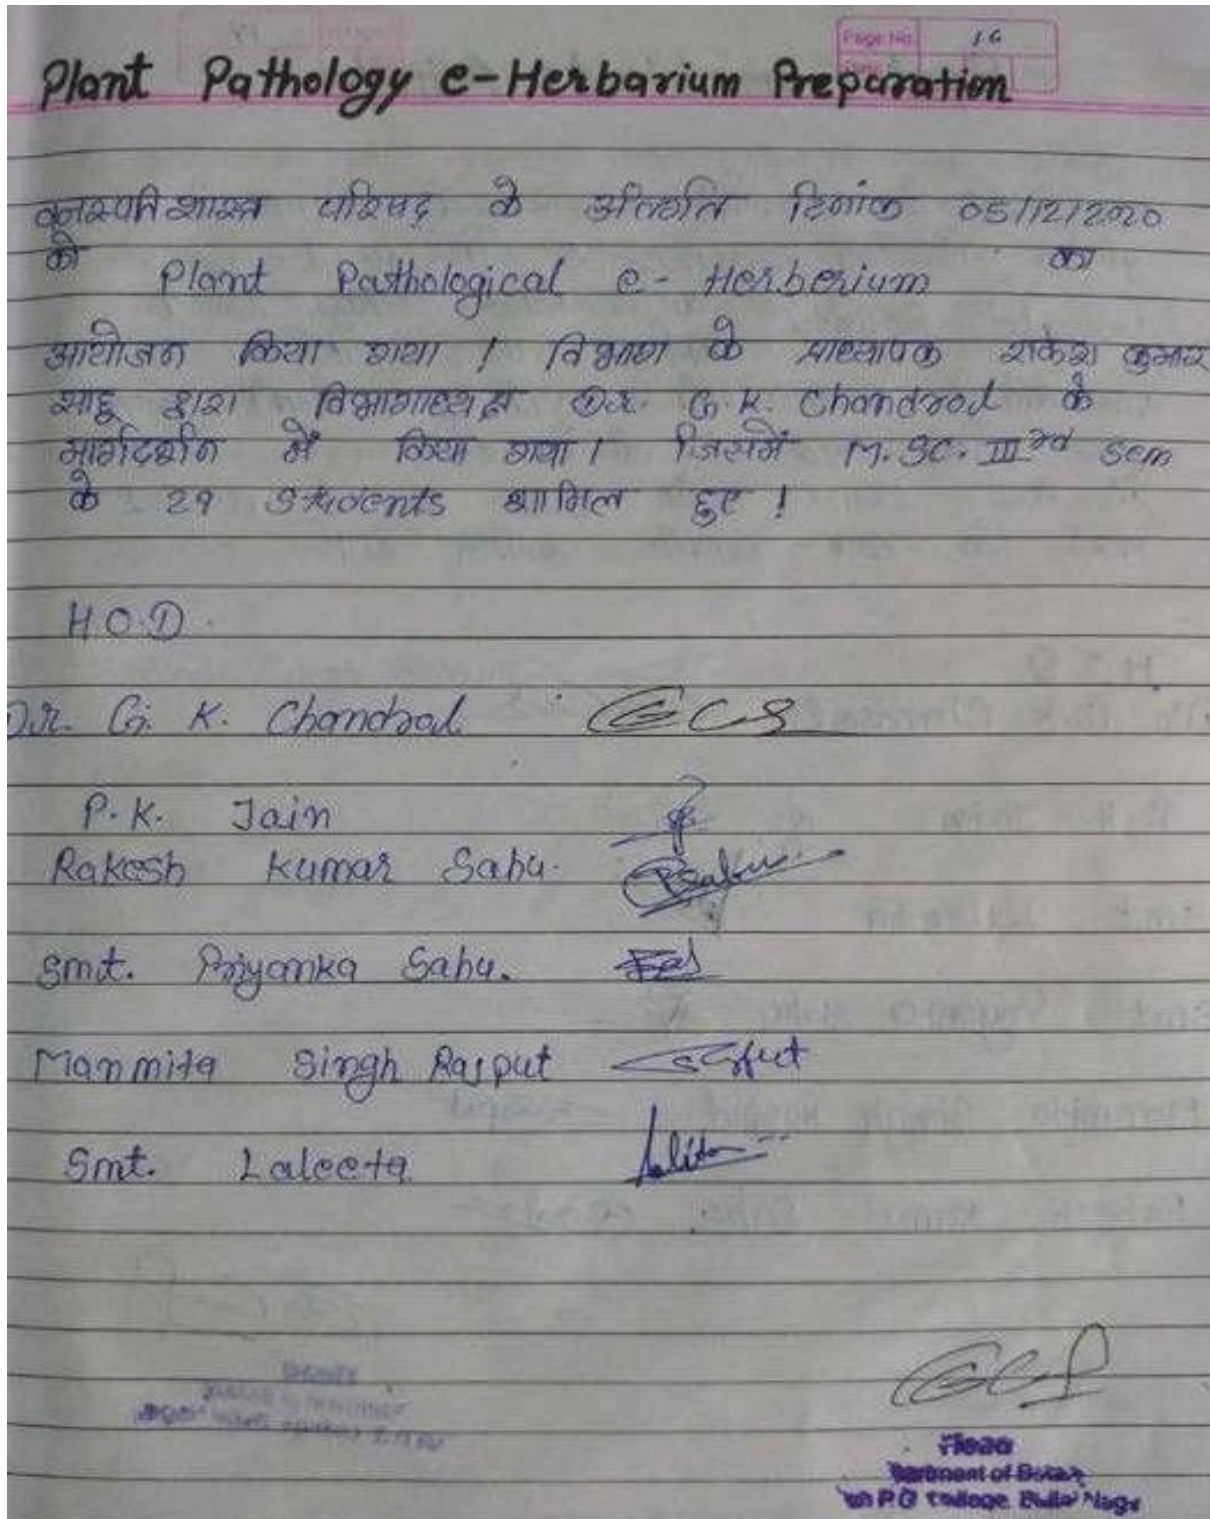 Page No. 16
Plant Pathology e-Herbarium Preparation
वनस्पति शास्त्र परिषद के अंतर्गत दिनांक 05/12/2020
को Plant Pathological e- Herberium का
आयोजन किया गया ! विभाग के प्राध्यापक राकेश कुमार
साहू द्वारा विभागाध्यक्ष Dr. G. K. Chandrol के
मार्गदर्शन में किया गया । जिसमें M. SC. III rd Sem
के 29 Students शामिल हुए !
H.O.D.
Dr. G. K. Chandrol
P. K. Jain
Rakesh Kumar Sahu.
Smt. Priyanka Sahu.
Manmita Singh Rajput
Smt. Laleeta Lalita
Head
Department of Botany
P.G College